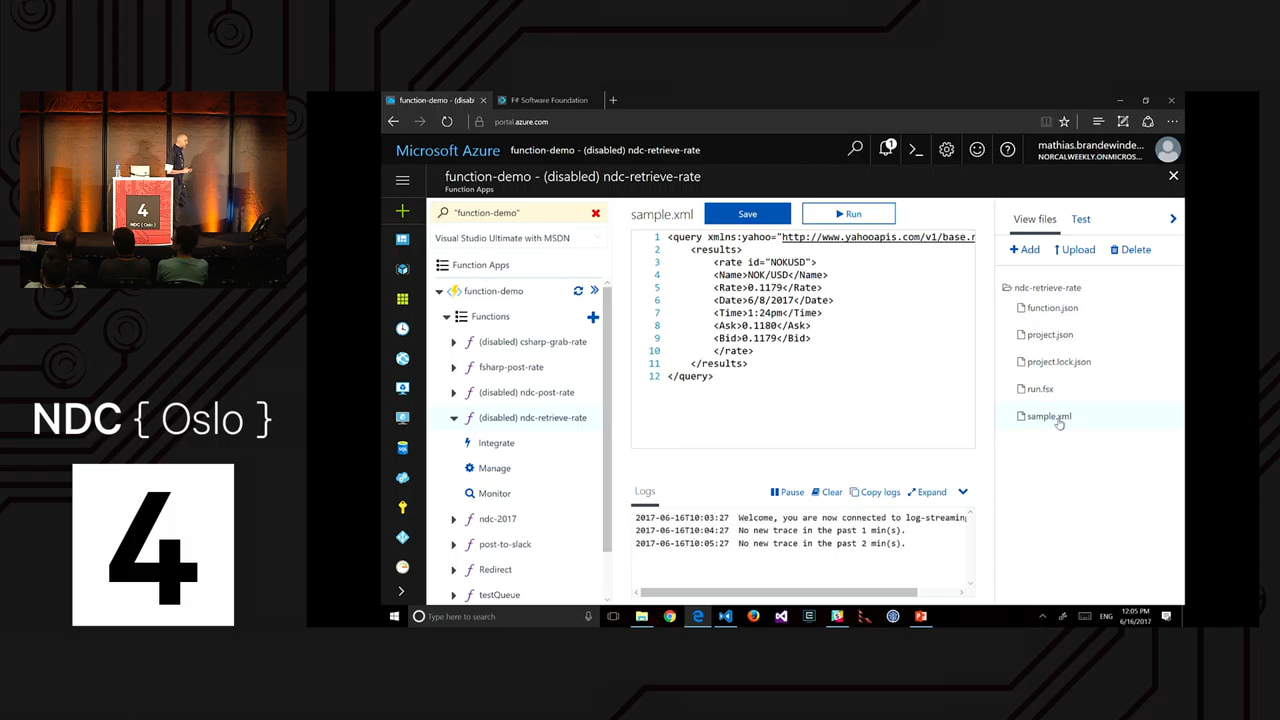 function-demo - (disabl
F# Software Foundation
portal.azure.com
Microsoft Azure
function-demo - (disabled) ndc-retrieve-rate
1
mathias.brandewinde...
NORCALWEEKLY.ONMICROS...
function-demo - (disabled) ndc-retrieve-rate
Function Apps
"function-demo"
Visual Studio Ultimate with MSDN
Function Apps
function-demo
Functions
(disabled) csharp-grab-rate
fsharp-post-rate
(disabled) ndc-post-rate
(disabled) ndc-retrieve-rate
Integrate
Manage
Monitor
ndc-2017
post-to-slack
Redirect
testQueue
sample.xml
Save
Run
1 <query xmlns:yahoo="http://www.yahooapis.com/v1/base.r
2 <results>
3 <rate id="NOKUSD">
4 <Name>NOK/USD</Name>
5 <Rate>0.1179</Rate>
6 <Date>6/8/2017</Date>
7 <Time>1:24pm</Time>
8 <Ask>0.1180</Ask>
9 <Bid>0.1179</Bid>
10 </rate>
11 </results>
12 </query>
Logs
Pause
Clear
Copy logs
Expand
2017-06-16T10:03:27 Welcome, you are now connected to log-streaming
2017-06-16T10:04:27 No new trace in the past 1 min(s).
2017-06-16T10:05:27 No new trace in the past 2 min(s).
View files
Test
Add
Upload
Delete
ndc-retrieve-rate
function.json
project.json
project.lock.json
run.fsx
sample.xml
Type here to search
ENG
12:05 PM
6/16/2017
4
NDC { Oslo }
NDC { Oslo }
4